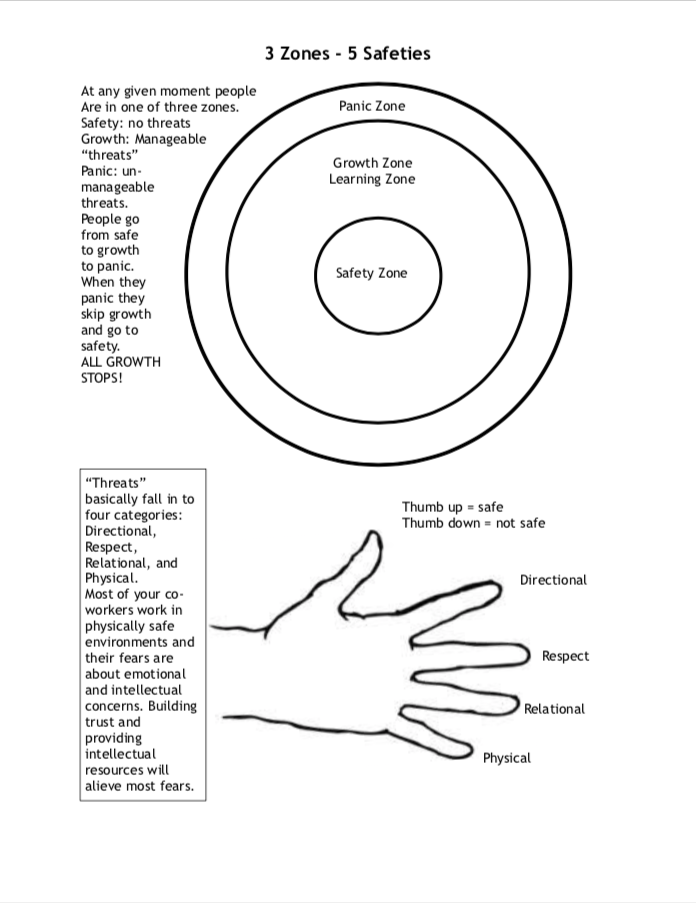 3 Zones - 5 Safeties
At any given moment people
Are in one of three zones.
Safety: no threats
Growth: Manageable
“threats”
Panic: un-
manageable
threats.
People go
from safe
to growth
to panic.
When they
panic they
skip growth
and go to
safety.
ALL GROWTH
STOPS!
Panic Zone
Growth Zone
Learning Zone
Safety Zone
“Threats”
basically fall in to
four categories:
Directional,
Respect,
Relational, and
Physical.
Most of your co-
workers work in
physically safe
environments and
their fears are
about emotional
and intellectual
concerns. Building
trust and
providing
intellectual
resources will
alieve most fears.
Thumb up = safe
Thumb down = not safe
Directional
Respect
Relational
Physical